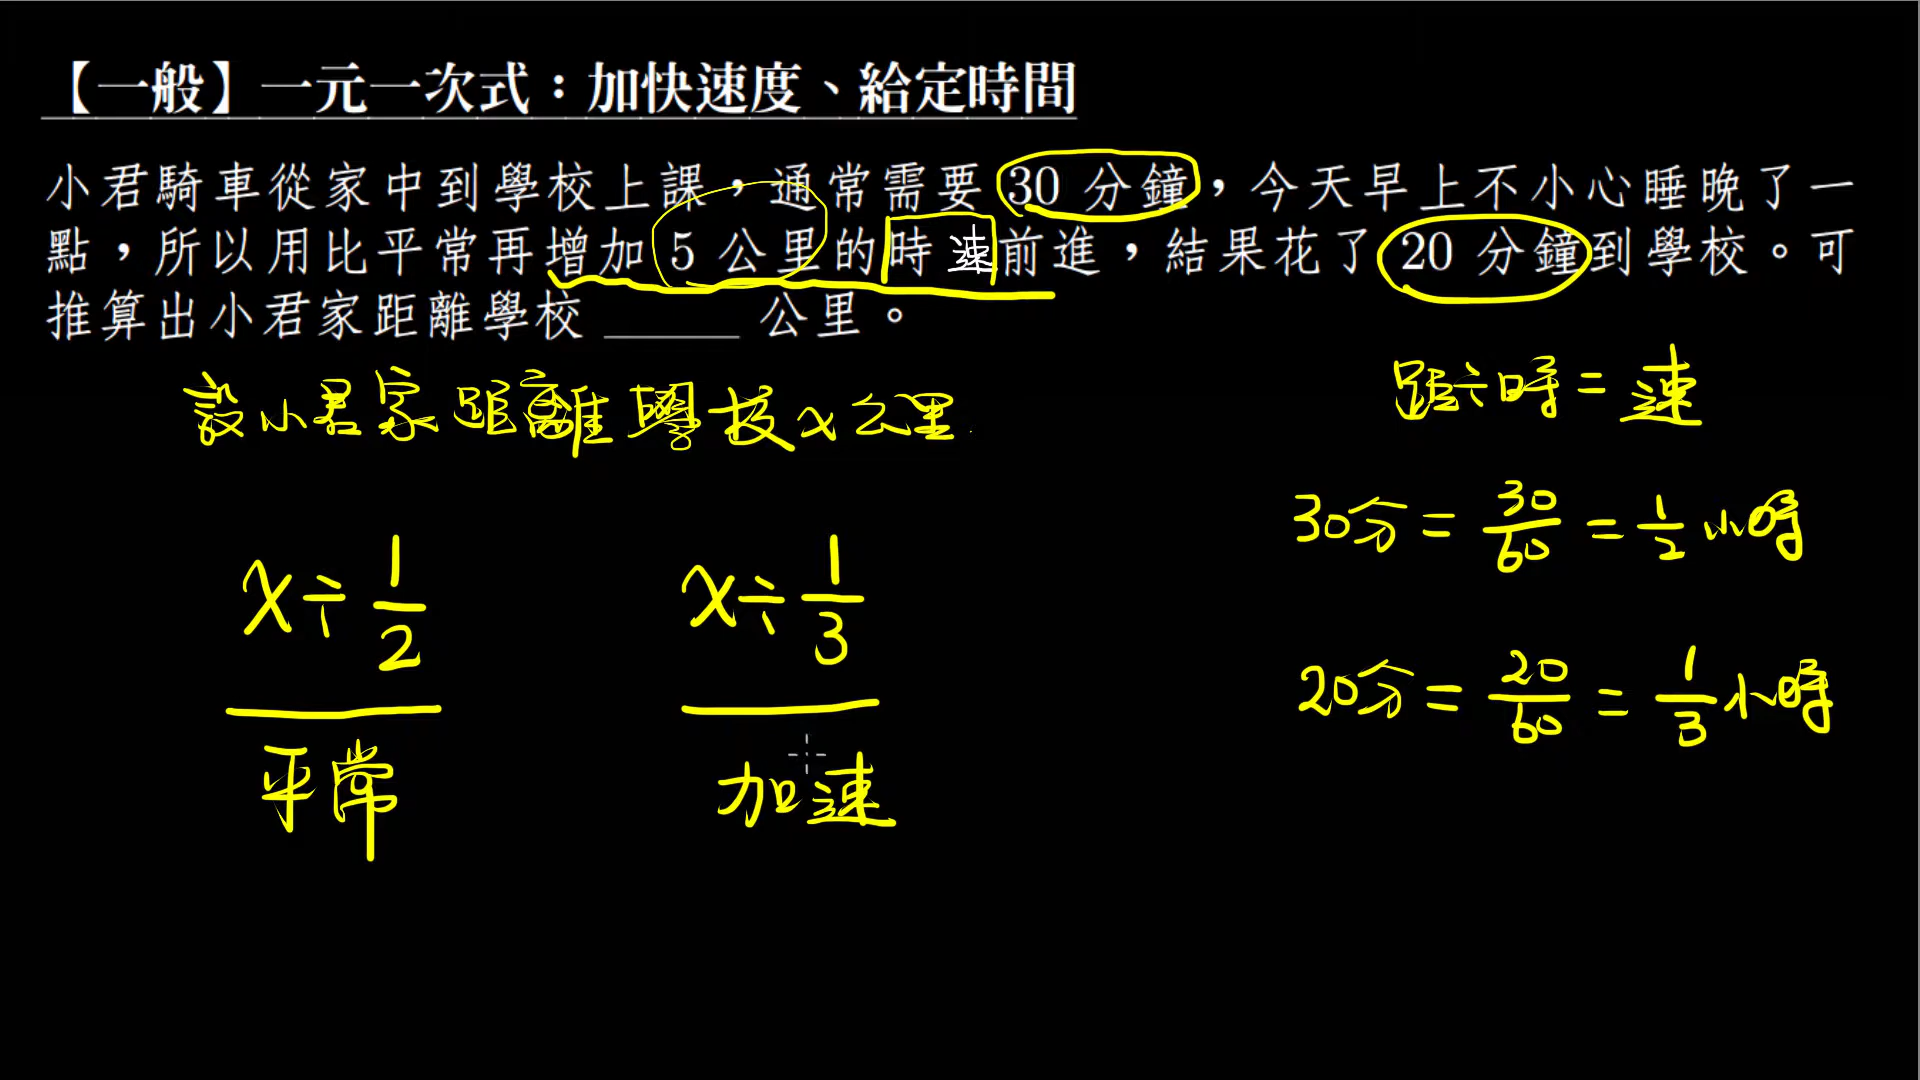 【一般】一元一次式：加快速度、給定時間
小君騎車從家中到學校上課，通常需要 30 分鐘，今天早上不小心睡晚了一
點，所以用比平常再增加 5 公里的時速前進，結果花了 20 分鐘到學校。可
推算出小君家距離學校 ______ 公里。
設小君家距離學校x公里
距÷時=速
30分=30/60=1/2小時
x÷1/2
平常
x÷1/3
加速
20分=20/60=1/3小時